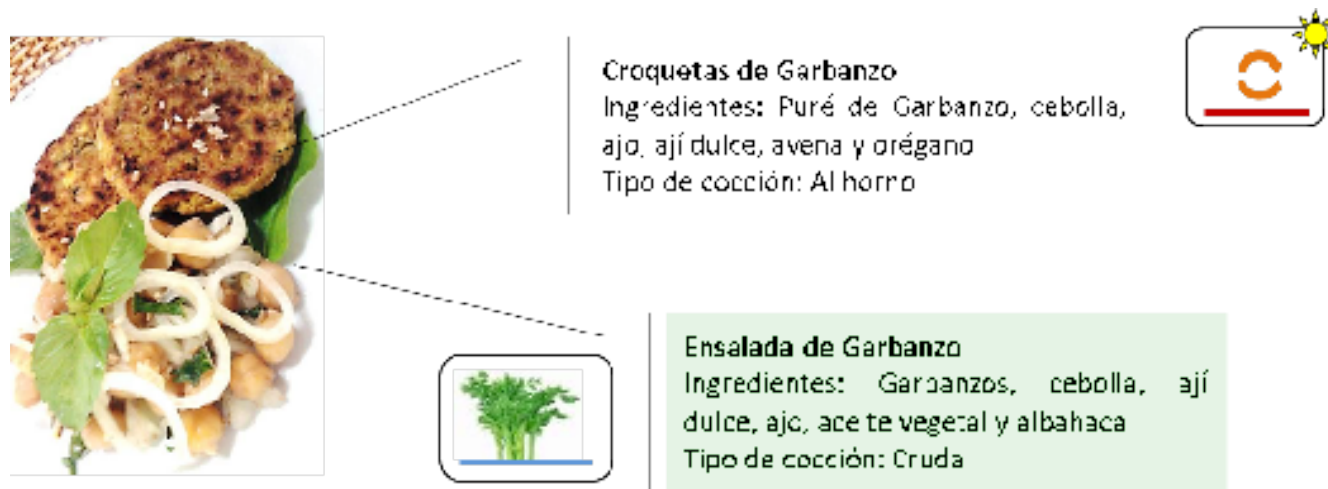 Croquetas de Garbanzo
Ingredientes: Puré de Garbanzo, cebolla,
ajo, ají dulce, avena y orégano
Tipo de cocción: Al horno
Ensalada de Garbanzo
Ingredientes: Garbanzos, cebolla, ají
dulce, ajo, aceite vegetal y albahaca
Tipo de cocción: Cruda